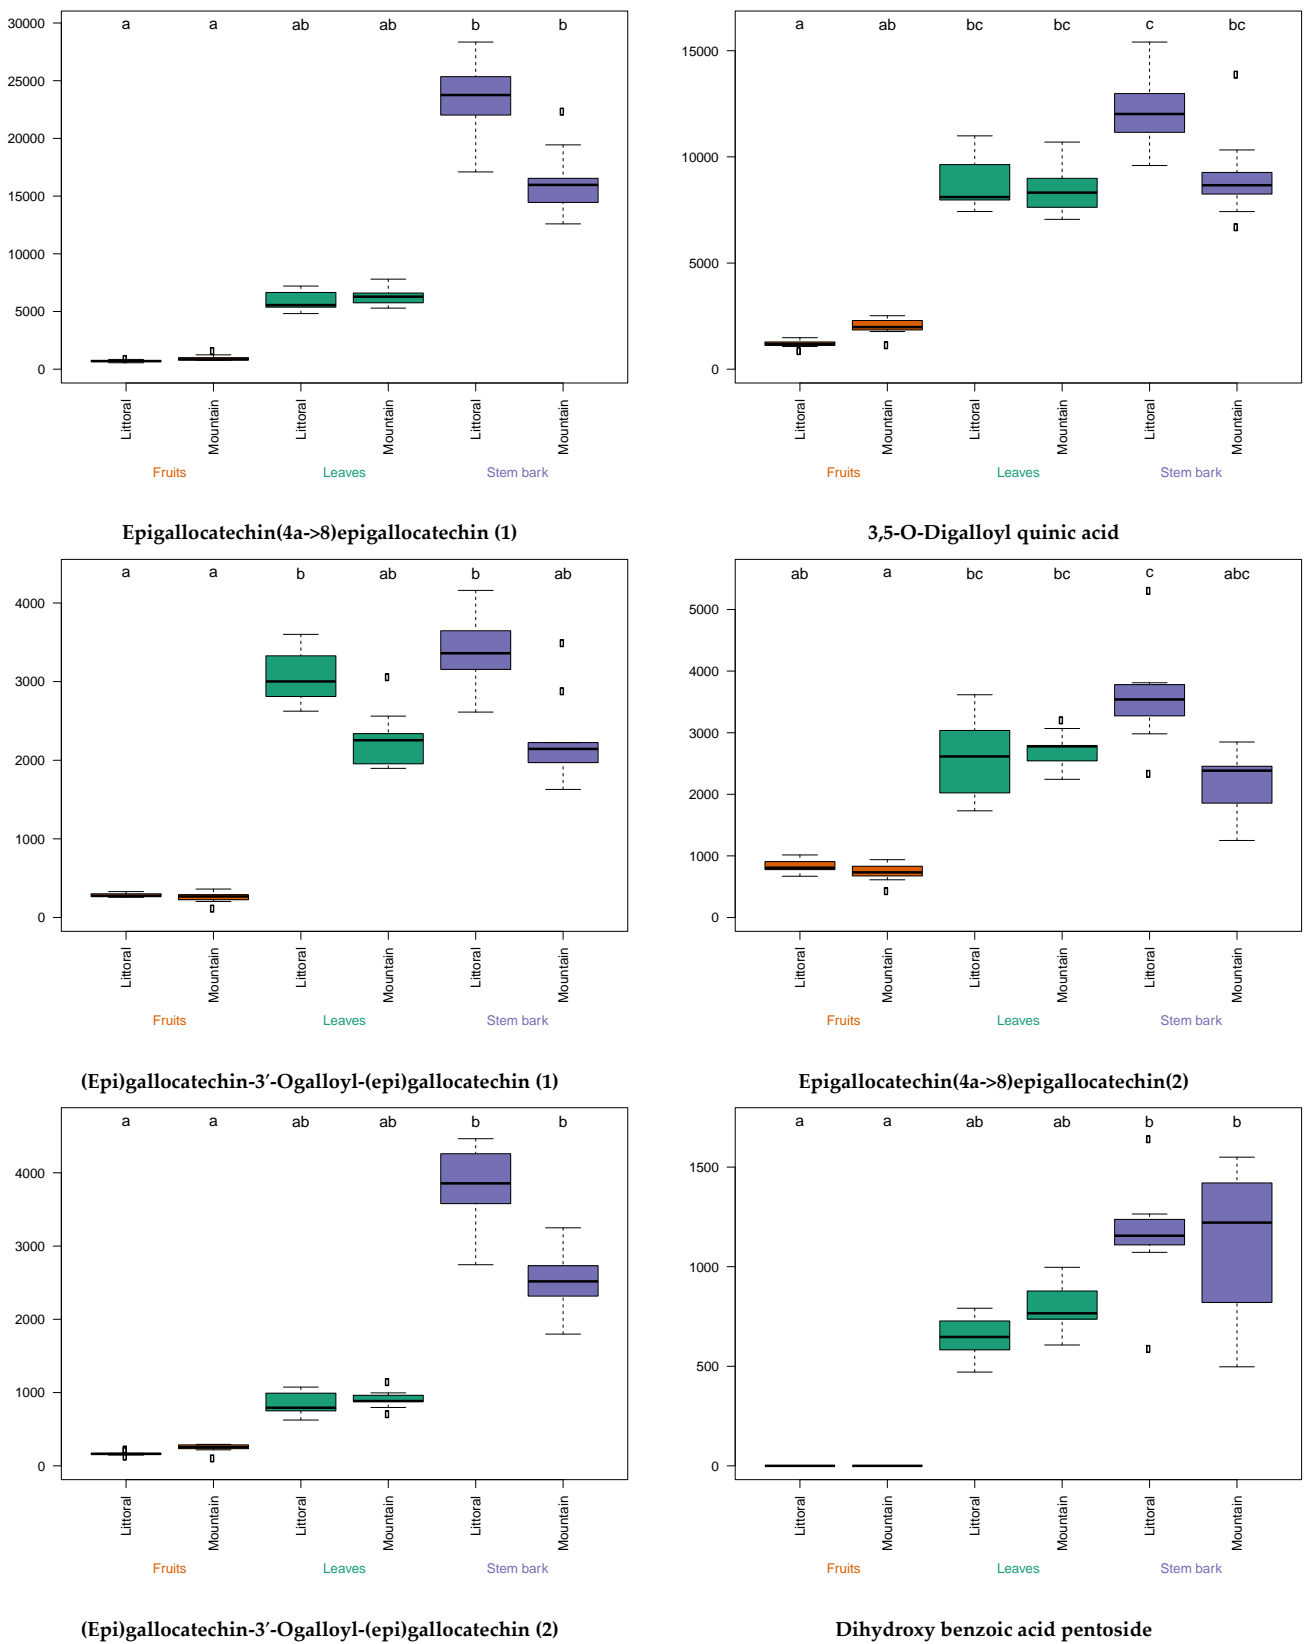 a a ab ab b b
30000
25000
20000
15000
10000
5000
0
Littoral Mountain Littoral Mountain Littoral Mountain
Fruits Leaves Stem bark
Epigallocatechin(4a->8)epigallocatechin (1)
a ab bc bc c bc
15000
10000
5000
0
Littoral Mountain Littoral Mountain Littoral Mountain
Fruits Leaves Stem bark
3,5-O-Digalloyl quinic acid
a a b ab b ab
4000
3000
2000
1000
0
Littoral Mountain Littoral Mountain Littoral Mountain
Fruits Leaves Stem bark
(Epi)gallocatechin-3′-Ogalloyl-(epi)gallocatechin (1)
ab a bc bc c abc
5000
4000
3000
2000
1000
0
Littoral Mountain Littoral Mountain Littoral Mountain
Fruits Leaves Stem bark
Epigallocatechin(4a->8)epigallocatechin(2)
a a ab ab b b
4000
3000
2000
1000
0
Littoral Mountain Littoral Mountain Littoral Mountain
Fruits Leaves Stem bark
(Epi)gallocatechin-3′-Ogalloyl-(epi)gallocatechin (2)
a a ab ab b b
1500
1000
500
0
Littoral Mountain Littoral Mountain Littoral Mountain
Fruits Leaves Stem bark
Dihydroxy benzoic acid pentoside